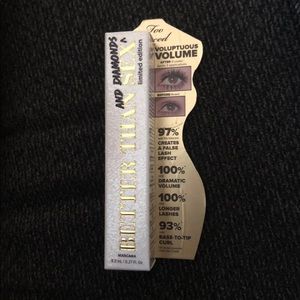 BETTER THAN SEX
AND DIAMONDS
limited edition
MASCARA
Too
Faced
VOLUPTUOUS
VOLUME
AFTER
BEFORE
97%
CREATES
A FALSE
LASH
EFFECT
100%
DRAMATIC
VOLUME
100%
LONGER
LASHES
93%
BASE-TO-TIP
CURL